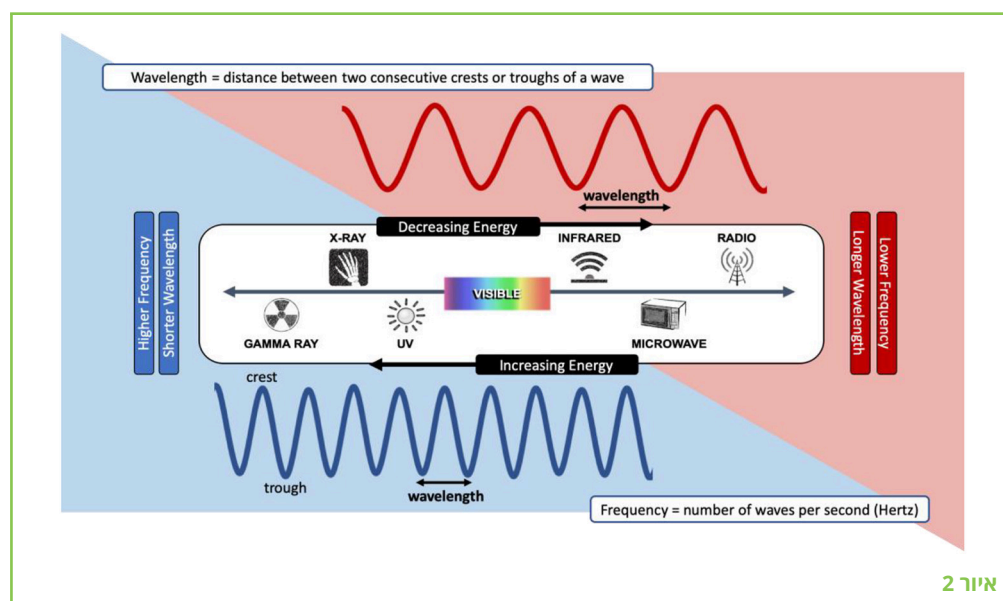 Wavelength = distance between two consecutive crests or troughs of a wave
wavelength
Decreasing Energy
X-RAY
INFRARED
RADIO
Higher Frequency
Shorter Wavelength
VISIBLE
Longer Wavelength
Lower Frequency
GAMMA RAY
UV
MICROWAVE
Increasing Energy
crest
trough
wavelength
Frequency = number of waves per second (Hertz)
איור 2